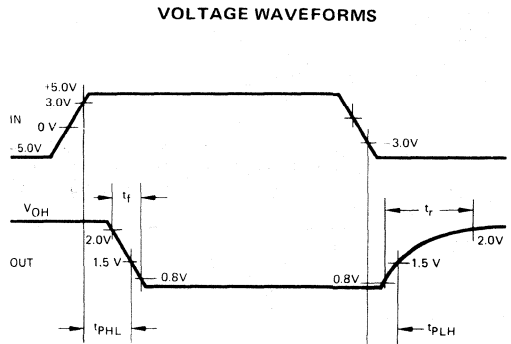 VOLTAGE WAVEFORMS
+5.0V
3.0V
IN
0 V
- 5.0V
- 3.0V
VOH
tf
tr
2.0V
2.0V
OUT
1.5 V
1.5 V
0.8V
0.8V
tPHL
tPLH